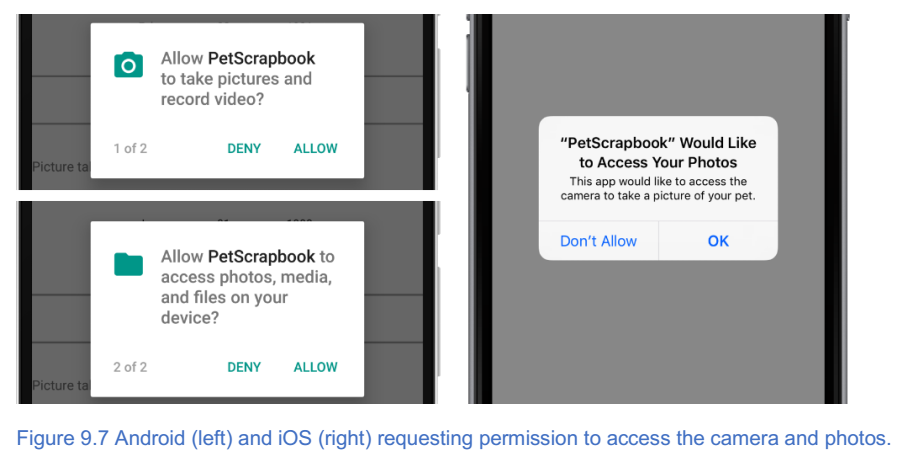 Allow PetScrapbook
to take pictures and
record video?
1 of 2 DENY ALLOW
Picture ta
Allow PetScrapbook to
access photos, media,
and files on your
device?
2 of 2 DENY ALLOW
Picture ta
“PetScrapbook” Would Like
to Access Your Photos
This app would like to access the
camera to take a picture of your pet.
Don’t Allow OK
Figure 9.7 Android (left) and iOS (right) requesting permission to access the camera and photos.